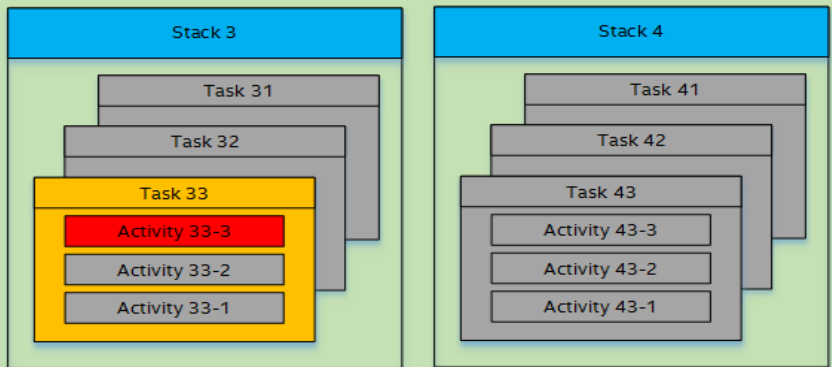 Stack 3
Task 31
Task 32
Task 33
Activity 33-3
Activity 33-2
Activity 33-1
Stack 4
Task 41
Task 42
Task 43
Activity 43-3
Activity 43-2
Activity 43-1